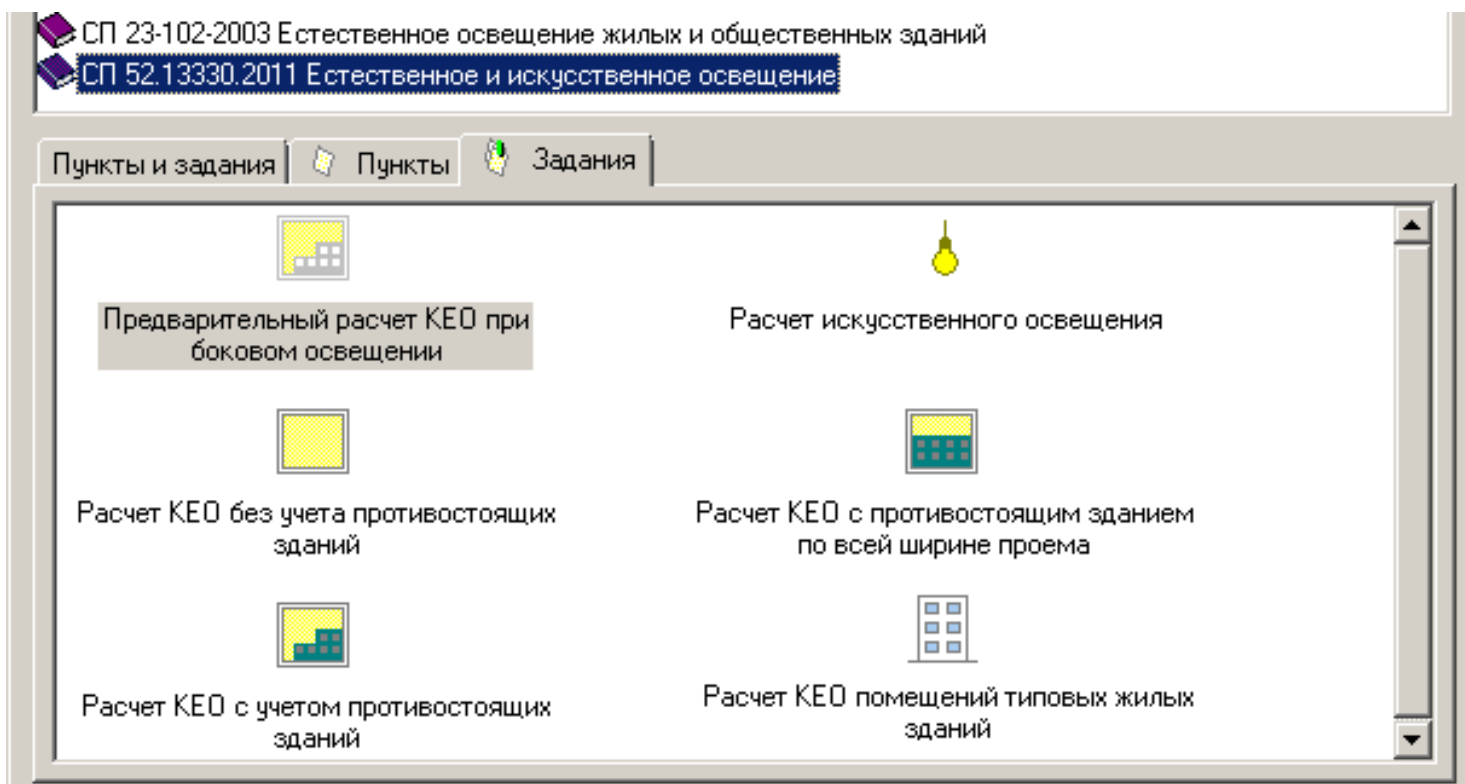 СП 23-102-2003 Естественное освещение жилых и общественных зданий
СП 52.13330.2011 Естественное и искусственное освещение
Пункты и задания
Пункты
Задания
Предварительный расчет КЕО при
боковом освещении
Расчет искусственного освещения
Расчет КЕО без учета противостоящих
зданий
Расчет КЕО с противостоящим зданием
по всей ширине проема
Расчет КЕО с учетом противостоящих
зданий
Расчет КЕО помещений типовых жилых
зданий